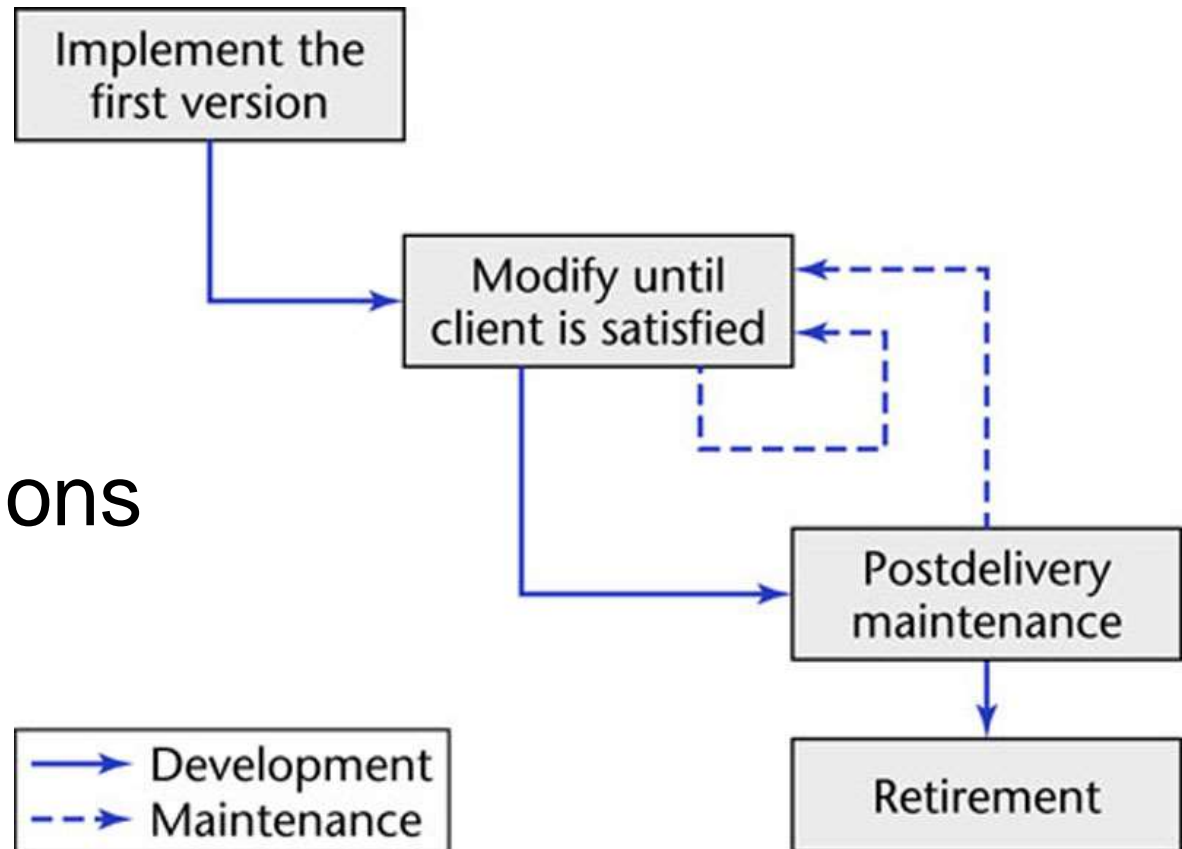 Implement the
first version
Modify until
client is satisfied
ons
Postdelivery
maintenance
Development
Maintenance
Retirement